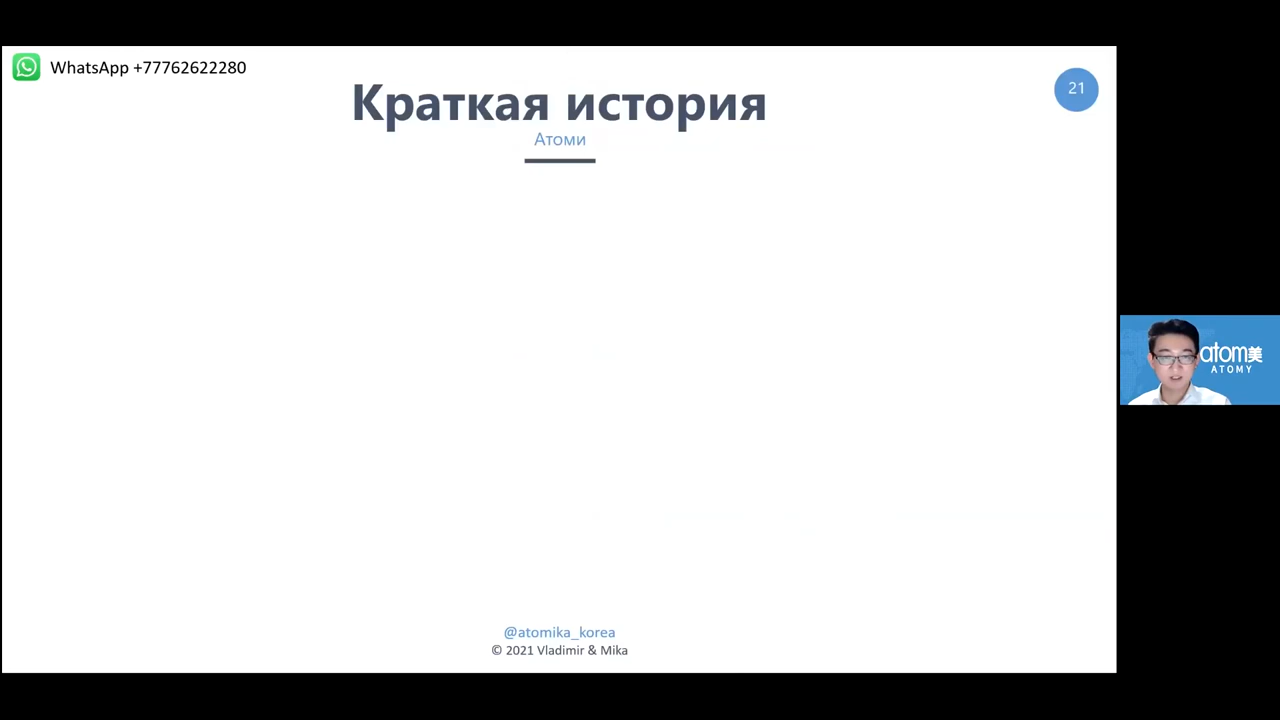 WhatsApp +77762622280
Краткая история
21
Атоми
atom美
ATOMY
@atomika_korea
© 2021 Vladimir & Mika